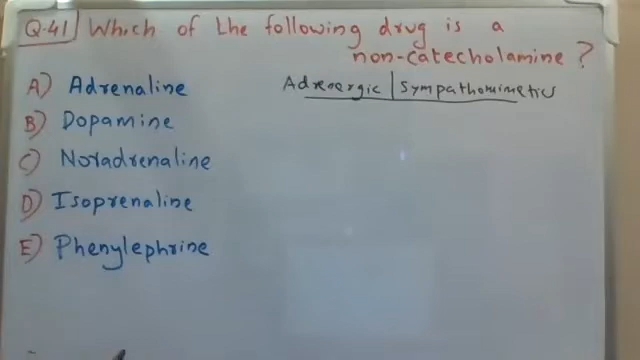 Q-41 Which of the following drug is a
non-catecholamine ?
A) Adrenaline
Adrenergic | Sympathomimetics
B) Dopamine
C) Noradrenaline
D) Isoprenaline
E) Phenylephrine